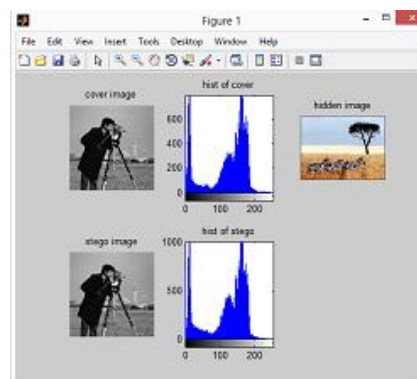 Figure 1
File Edit View Insert Tools Desktop Window Help
cover image
hist of cover
hidden image
600
400
200
0
0 100 200
stego image
hist of stego
1000
500
0
0 100 200